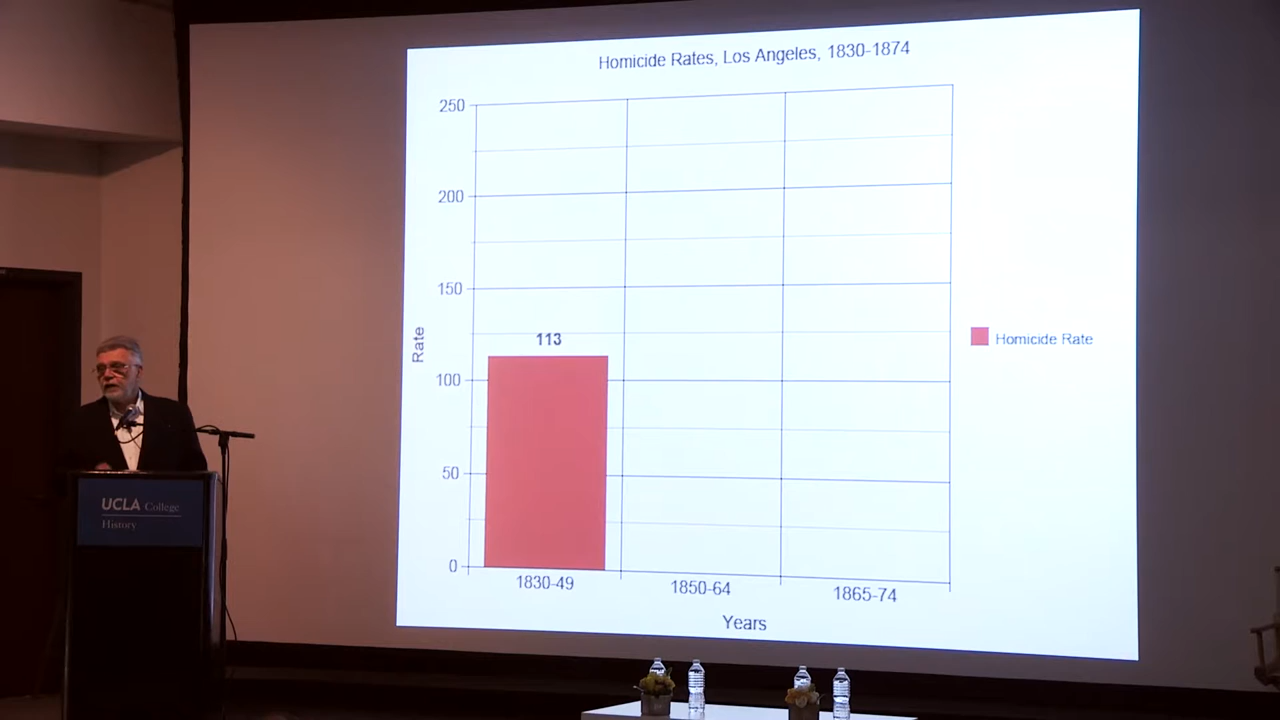 Homicide Rates, Los Angeles, 1830-1874
250
200
150
100
50
0
Rate
113
1830-49
1850-64
1865-74
Years
Homicide Rate
UCLA College
History